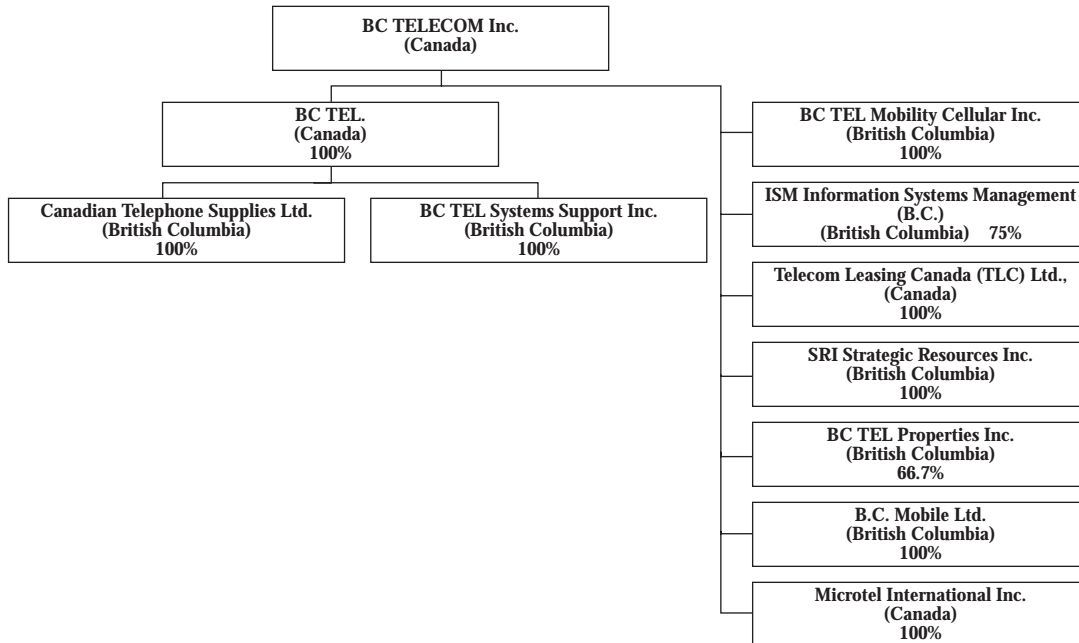 BC TELECOM Inc.
(Canada)
BC TEL.
(Canada)
100%
Canadian Telephone Supplies Ltd.
(British Columbia)
100%
BC TEL Systems Support Inc.
(British Columbia)
100%
BC TEL Mobility Cellular Inc.
(British Columbia)
100%
ISM Information Systems Management
(B.C.)
(British Columbia) 75%
Telecom Leasing Canada (TLC) Ltd.,
(Canada)
100%
SRI Strategic Resources Inc.
(British Columbia)
100%
BC TEL Properties Inc.
(British Columbia)
66.7%
B.C. Mobile Ltd.
(British Columbia)
100%
Microtel International Inc.
(Canada)
100%